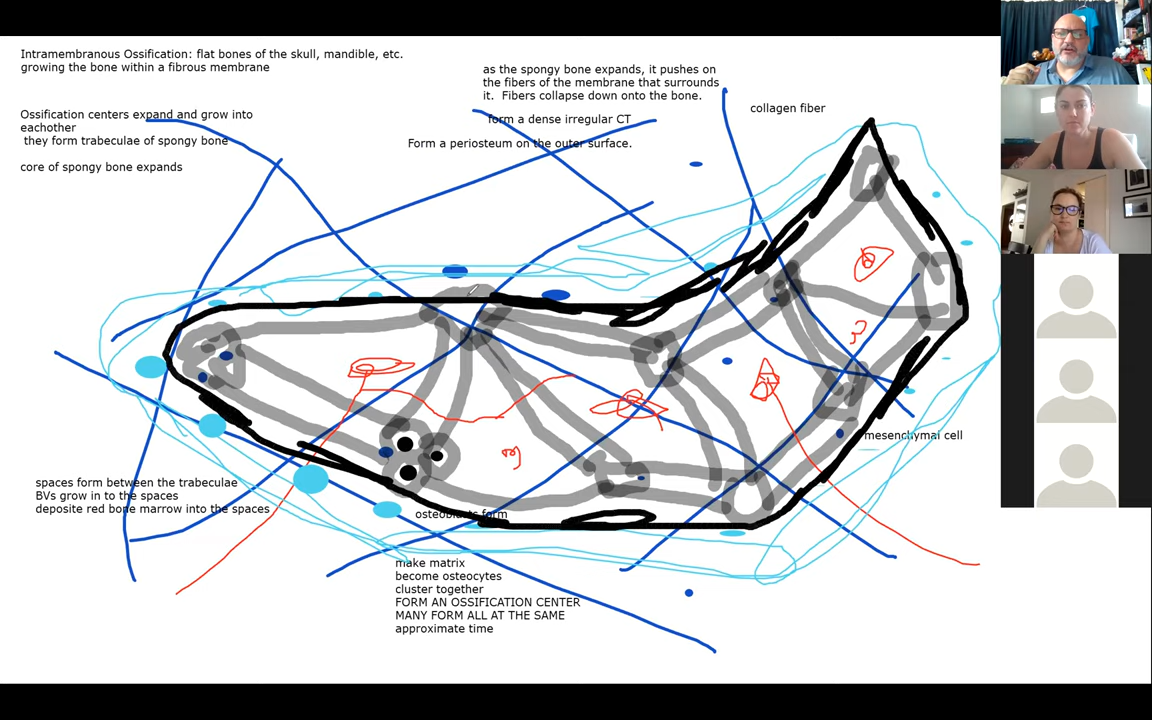 Intramembranous Ossification: flat bones of the skull, mandible, etc.
growing the bone within a fibrous membrane
as the spongy bone expands, it pushes on
the fibers of the membrane that surrounds
it.  Fibers collapse down onto the bone.
collagen fiber
Ossification centers expand and grow into
eachother
they form trabeculae of spongy bone
form a dense irregular CT
Form a periosteum on the outer surface.
core of spongy bone expands
mesenchymal cell
spaces form between the trabeculae
BVs grow in to the spaces
deposite red bone marrow into the spaces
osteoblasts form
make matrix
become osteocytes
cluster together
FORM AN OSSIFICATION CENTER
MANY FORM ALL AT THE SAME
approximate time